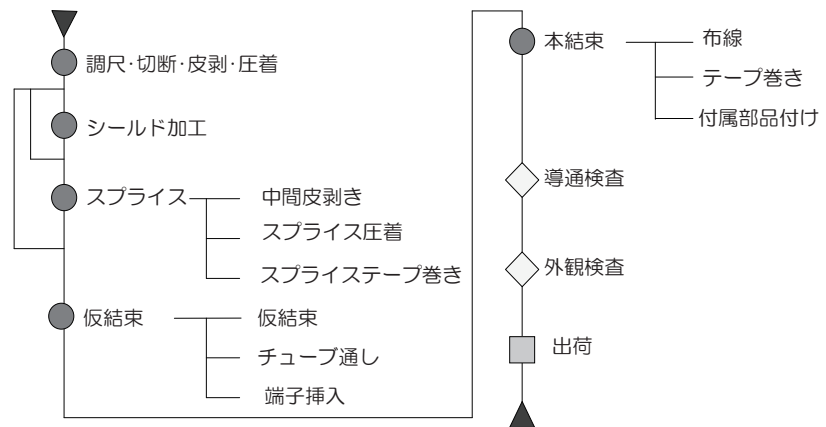 調尺・切断・皮剥・圧着
シールド加工
スプライス
中間皮剥き
スプライス圧着
スプライステープ巻き
仮結束
仮結束
チューブ通し
端子挿入
本結束
布線
テープ巻き
付属部品付け
導通検査
外観検査
出荷